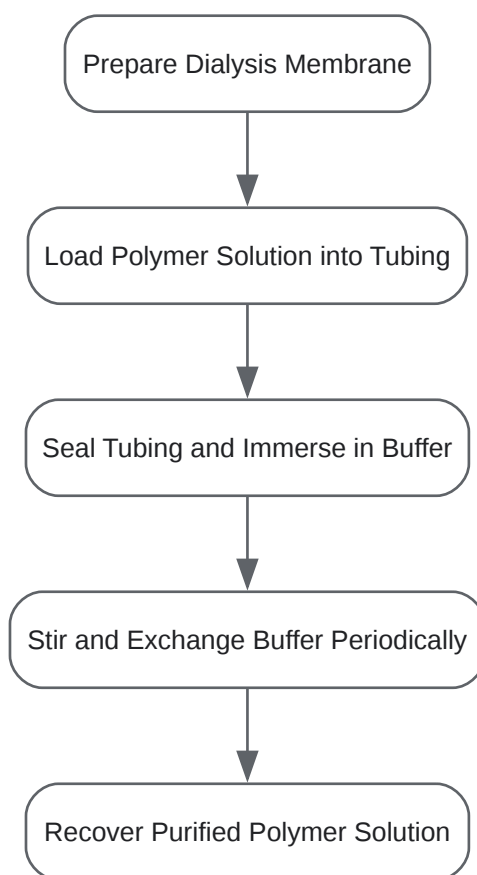 Prepare Dialysis Membrane
Load Polymer Solution into Tubing
Seal Tubing and Immerse in Buffer
Stir and Exchange Buffer Periodically
Recover Purified Polymer Solution